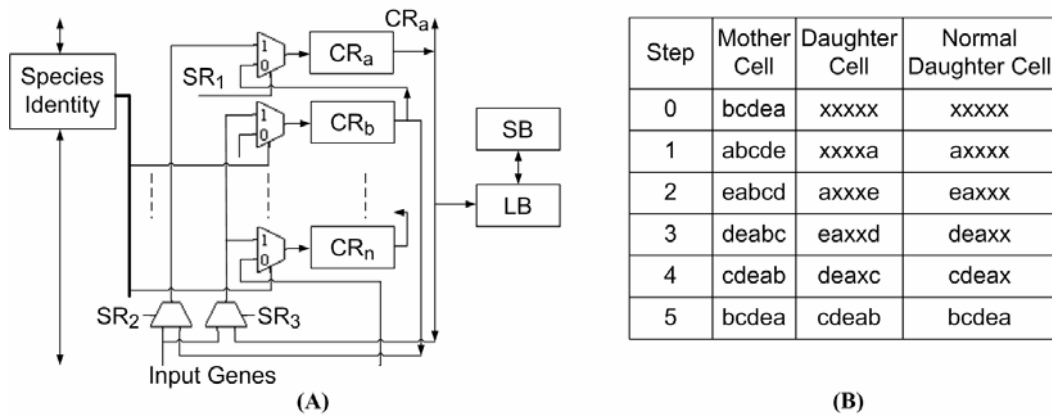 CRa
Species
Identity
1
0
CRa
SR1
1
0
CRb
SB
LB
1
0
CRn
SR2
SR3
Input Genes
(A)
Step
Mother
Cell
Daughter
Cell
Normal
Daughter Cell
0 bcdea xxxxx xxxxx
1 abcde xxxxa axxxx
2 eabcd axxxe eaxxx
3 deabc eaxxd deaxx
4 cdeab deaxc cdeax
5 bcdea cdeab bcdea
(B)